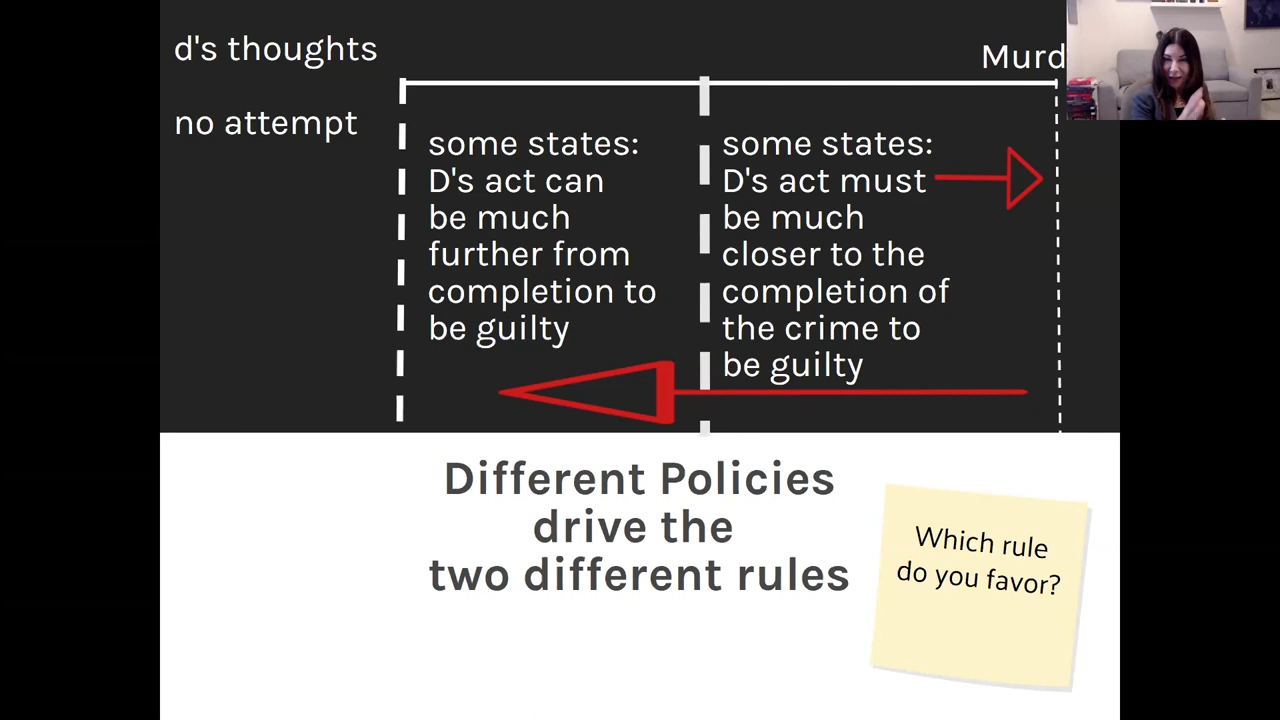 d's thoughts
no attempt
Murd
some states:
D's act can
be much
further from
completion to
be guilty
some states:
D's act must
be much
closer to the
completion of
the crime to
be guilty
Different Policies
drive the
two different rules
Which rule
do you favor?